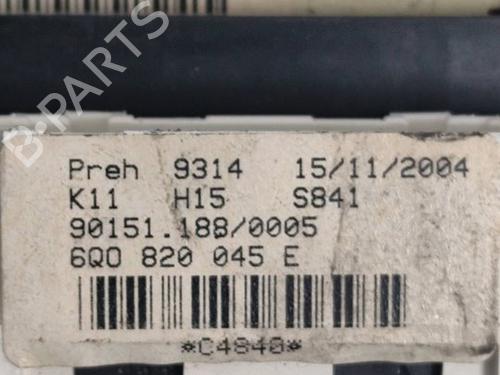 B-PARTS
Preh 9314 15/11/2004
K11 H15 S841
90151.188/0005
6Q0 820 045 E
*C4840*